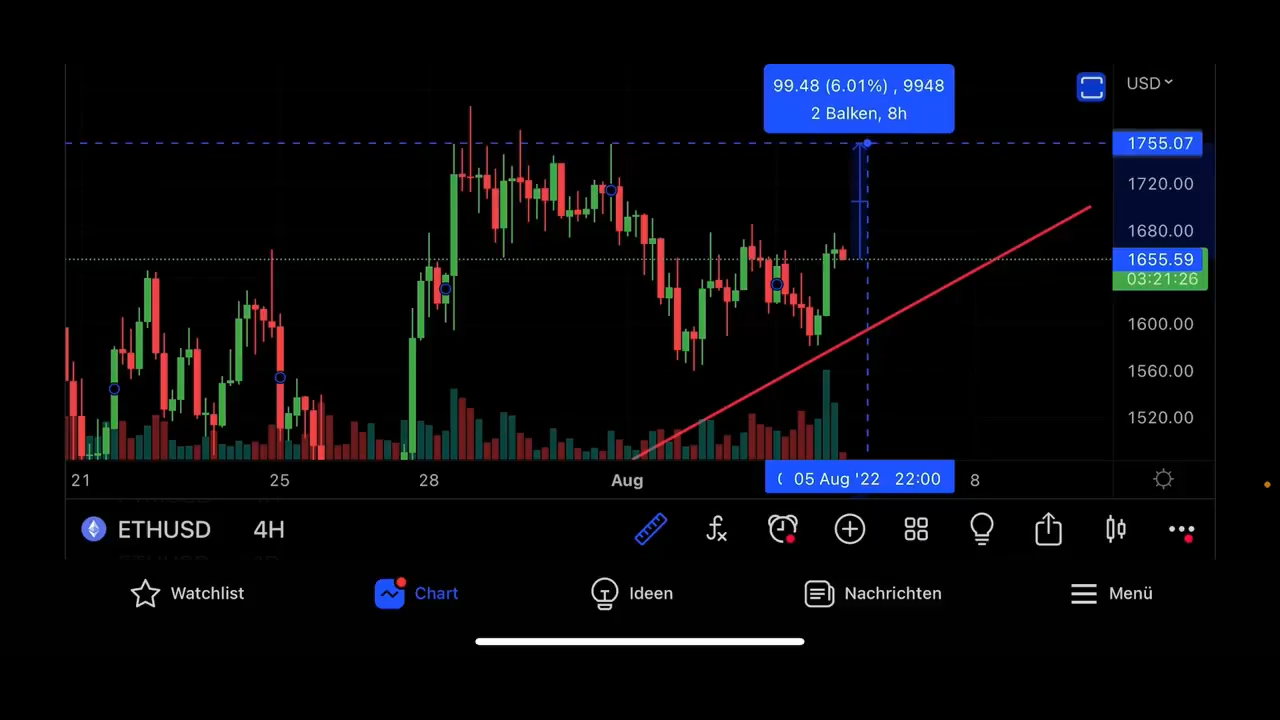 99.48 (6.01%) , 9948
2 Balken, 8h
USD
1755.07
1720.00
1680.00
1655.59
03:21:26
1600.00
1560.00
1520.00
21
25
28
Aug
05 Aug '22 22:00
8
ETHUSD
4H
Watchlist
Chart
Ideen
Nachrichten
Menü